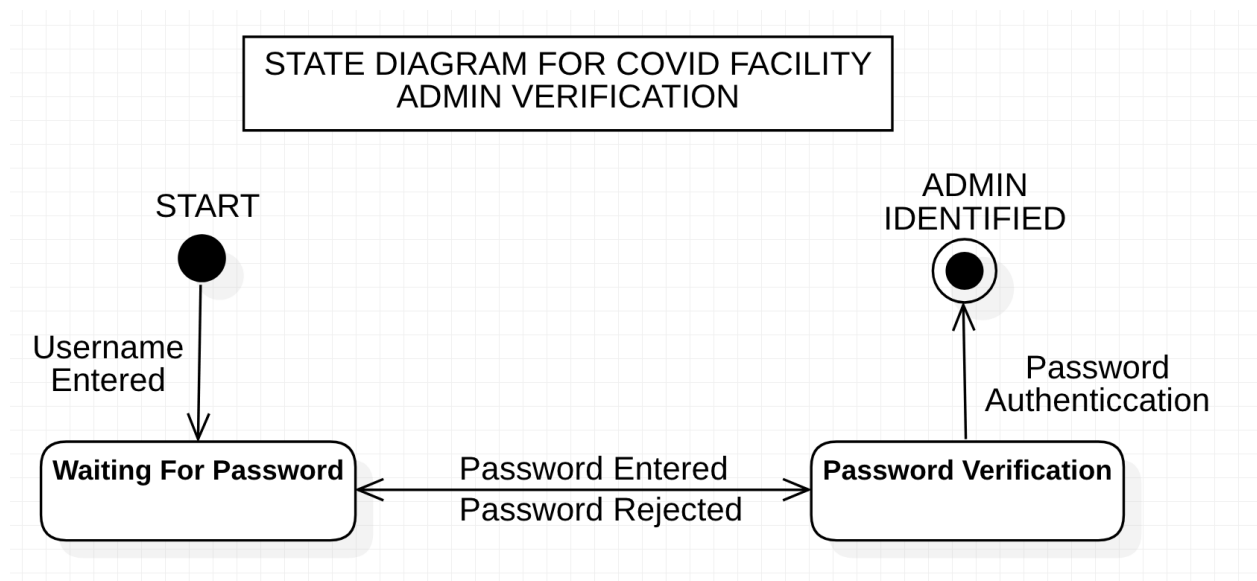 STATE DIAGRAM FOR COVID FACILITY
ADMIN VERIFICATION
START
ADMIN
IDENTIFIED
Username
Entered
Password
Authenticcation
Waiting For Password
Password Entered
Password Rejected
Password Verification